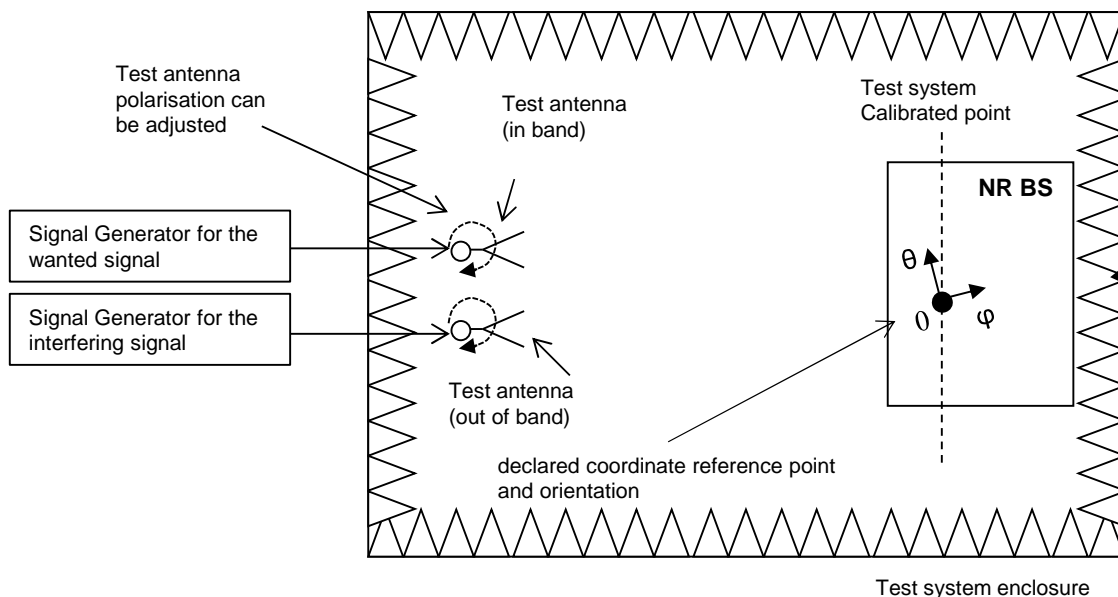 Test antenna
polarisation can
be adjusted
Test antenna
(in band)
Test system
Calibrated point
NR BS
Signal Generator for the
wanted signal
Signal Generator for the
interfering signal
θ
0
φ
Test antenna
(out of band)
declared coordinate reference point
and orientation
Test system enclosure